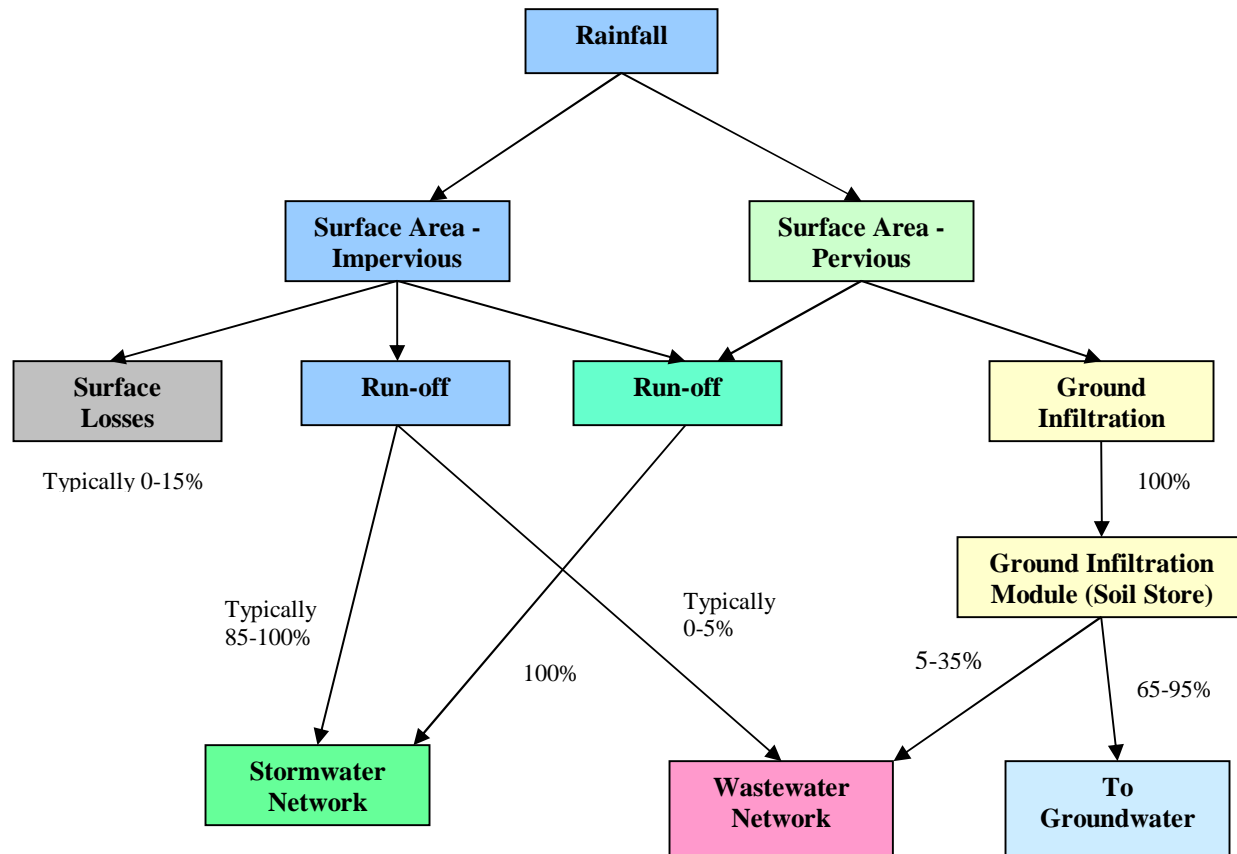 Rainfall
Surface Area -
Impervious
Surface Area -
Pervious
Surface
Losses
Run-off
Run-off
Ground
Infiltration
Typically 0-15%
100%
Ground Infiltration
Module (Soil Store)
Typically
85-100%
Typically
0-5%
100%
5-35%
65-95%
Stormwater
Network
Wastewater
Network
To
Groundwater